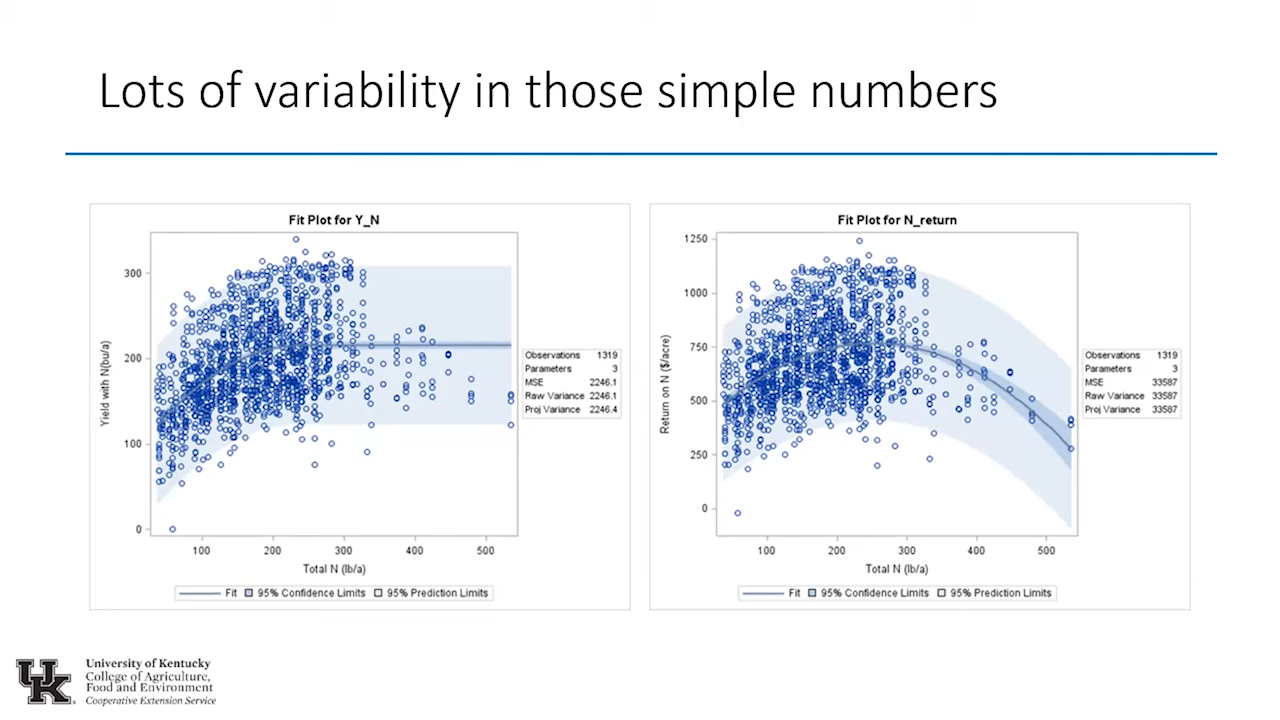 Lots of variability in those simple numbers
Fit Plot for Y_N
300
200
100
0
Yield with N(bu/a)
100 200 300 400 500
Total N (lb/a)
Observations 1319
Parameters 3
MSE 2246.1
Raw Variance 2246.1
Proj Variance 2246.4
Fit 95% Confidence Limits 95% Prediction Limits
Fit Plot for N_return
1250
1000
750
500
250
0
Return on N ($/acre)
100 200 300 400 500
Total N (lb/a)
Observations 1319
Parameters 3
MSE 33587
Raw Variance 33587
Proj Variance 33587
Fit 95% Confidence Limits 95% Prediction Limits
UK
University of Kentucky
College of Agriculture,
Food and Environment
Cooperative Extension Service